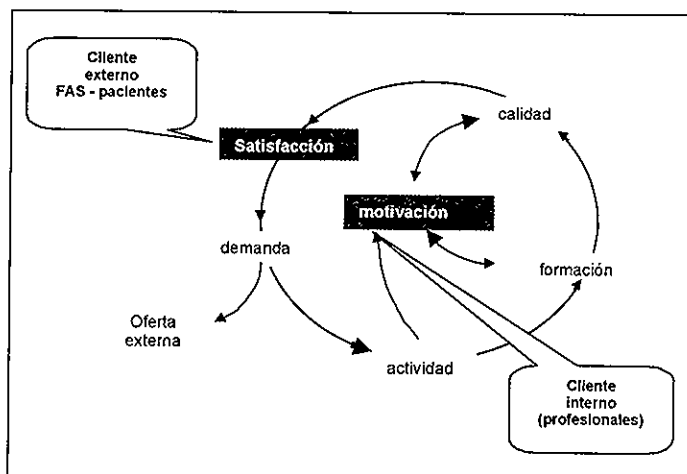 Cliente
externo
FAS - pacientes
calidad
Satisfacción
motivación
demanda
formación
Oferta
externa
actividad
Cliente
interno
(profesionales)